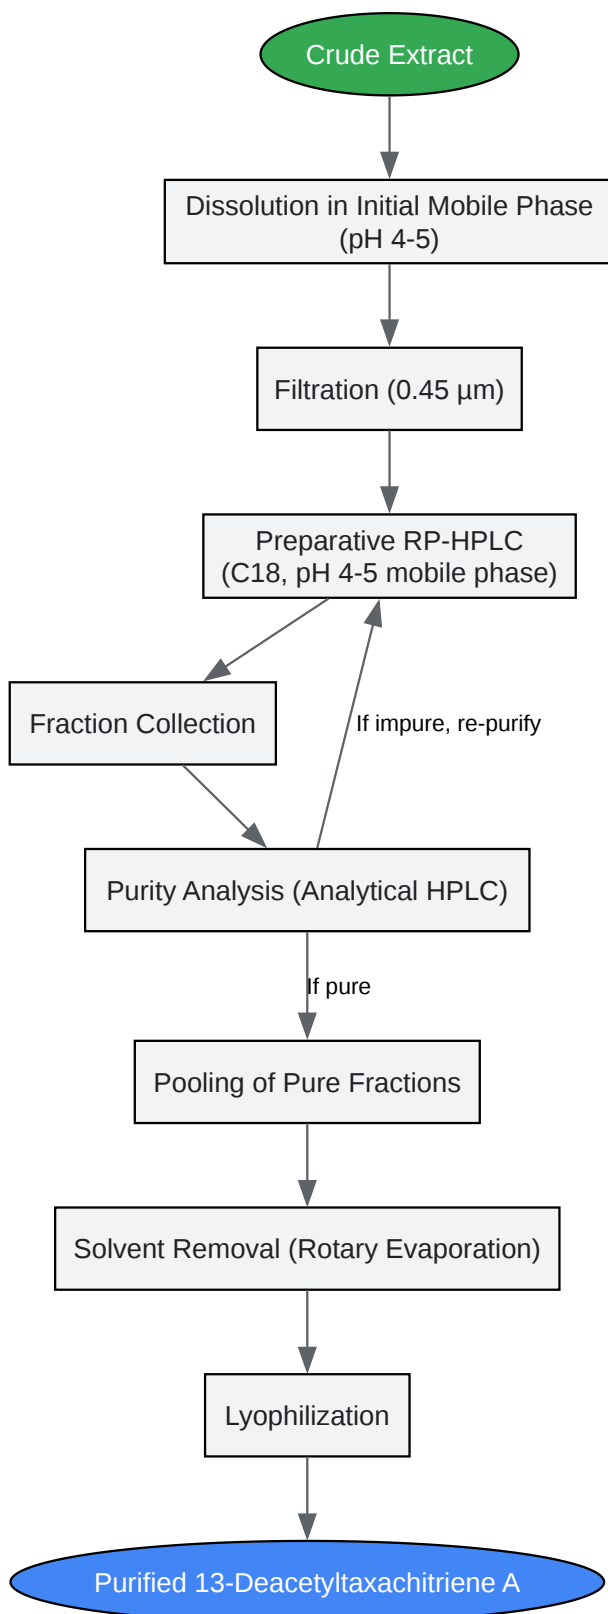 Crude Extract
Dissolution in Initial Mobile Phase
(pH 4-5)
Filtration (0.45 µm)
Preparative RP-HPLC
(C18, pH 4-5 mobile phase)
Fraction Collection
If impure, re-purify
Purity Analysis (Analytical HPLC)
If pure
Pooling of Pure Fractions
Solvent Removal (Rotary Evaporation)
Lyophilization
Purified 13-Deacetyltaxachitriene A